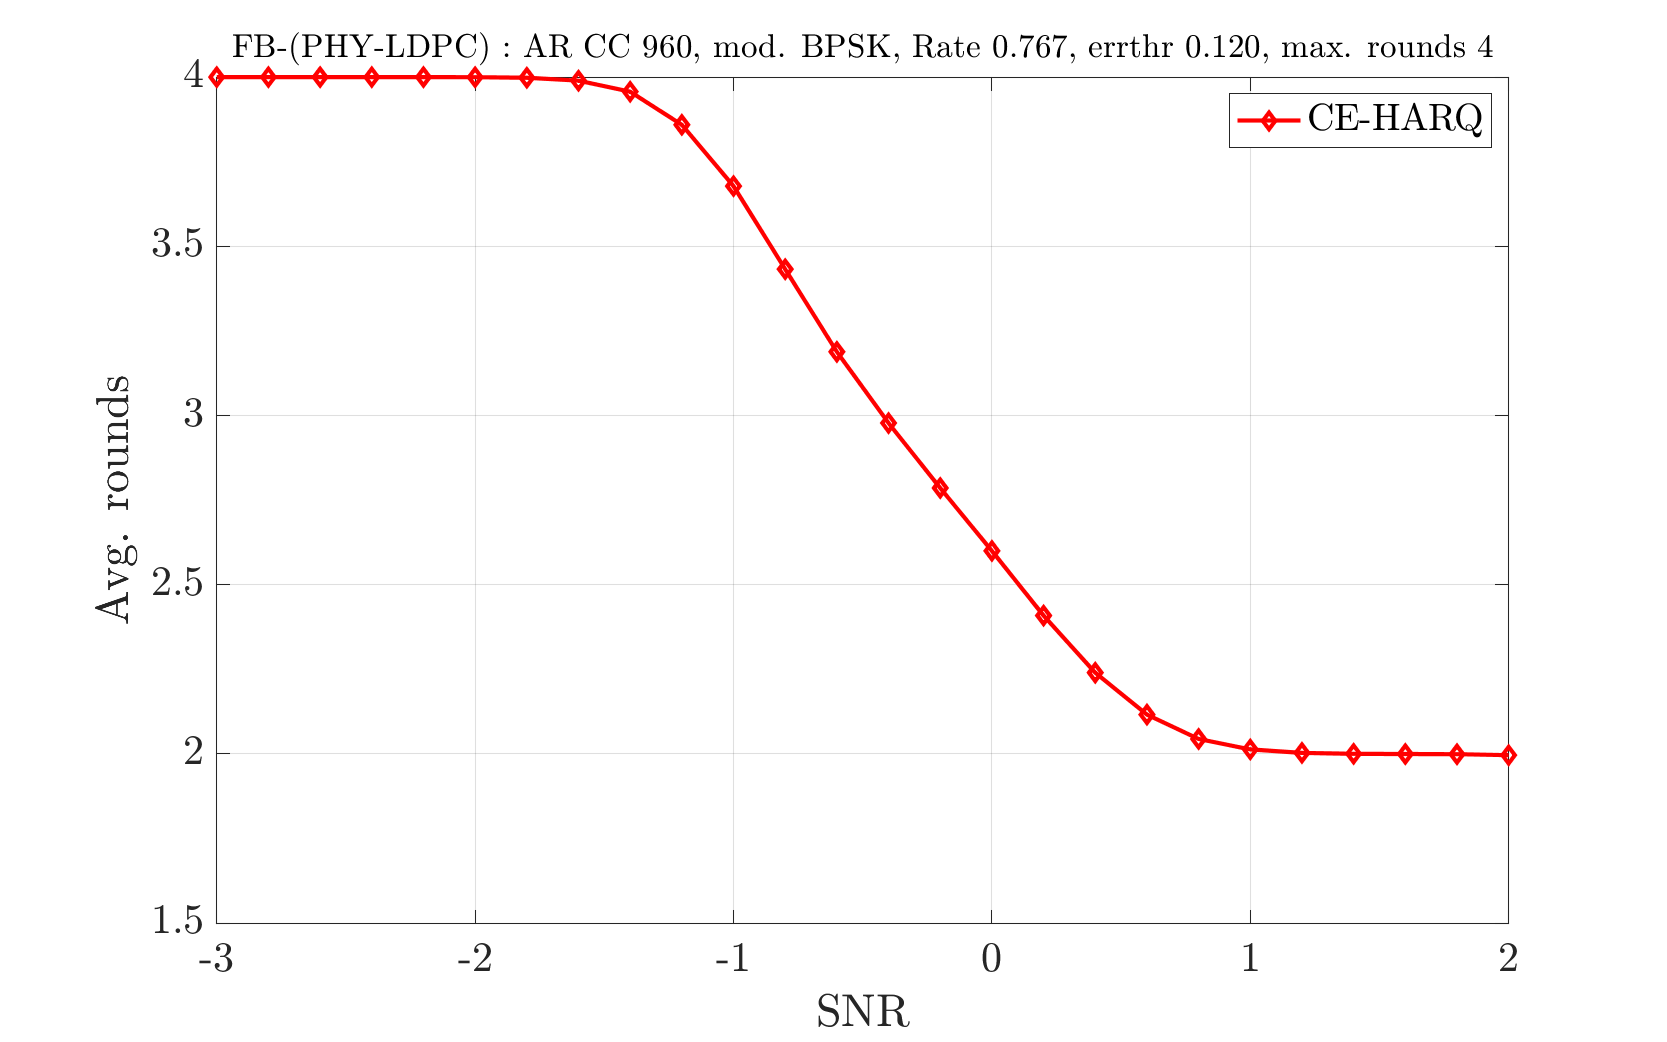 FB-(PHY-LDPC) : AR CC 960, mod. BPSK, Rate 0.767, errthr 0.120, max. rounds 4
CE-HARQ
4
3.5
3
2.5
2
1.5
Avg. rounds
-3 -2 -1 0 1 2
SNR